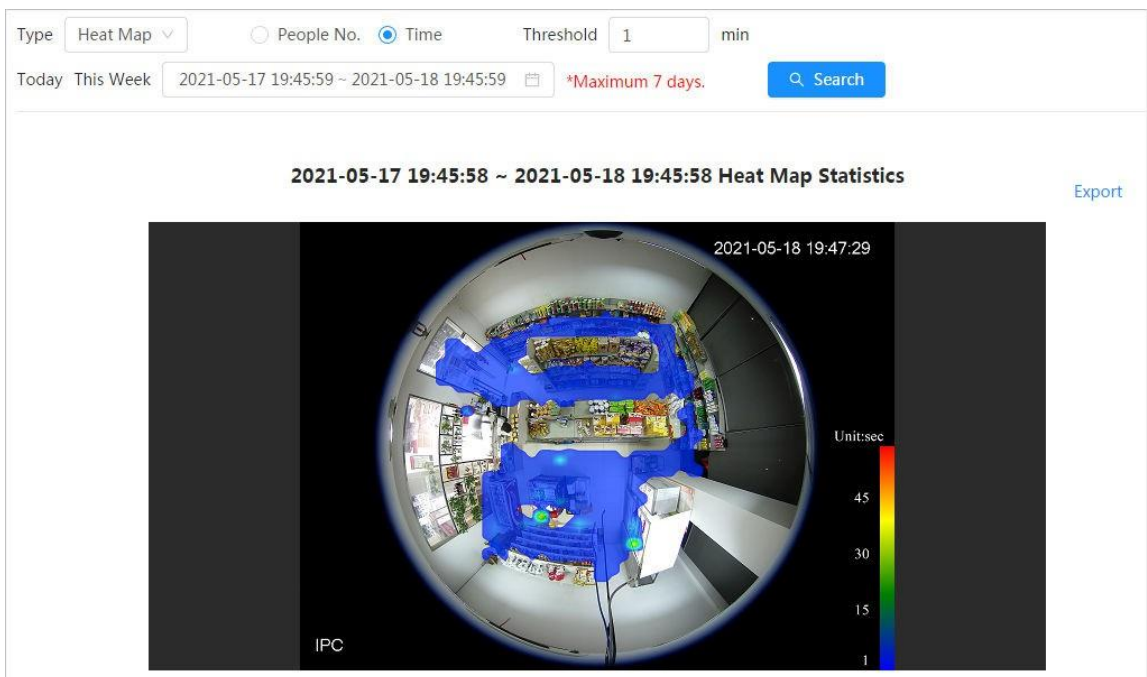 Type Heat Map People No. Time Threshold 1 min
Today This Week 2021-05-17 19:45:59 ~ 2021-05-18 19:45:59 *Maximum 7 days. Search
2021-05-17 19:45:58 ~ 2021-05-18 19:45:58 Heat Map Statistics
Export
2021-05-18 19:47:29
Unit:sec
45
30
15
1
IPC